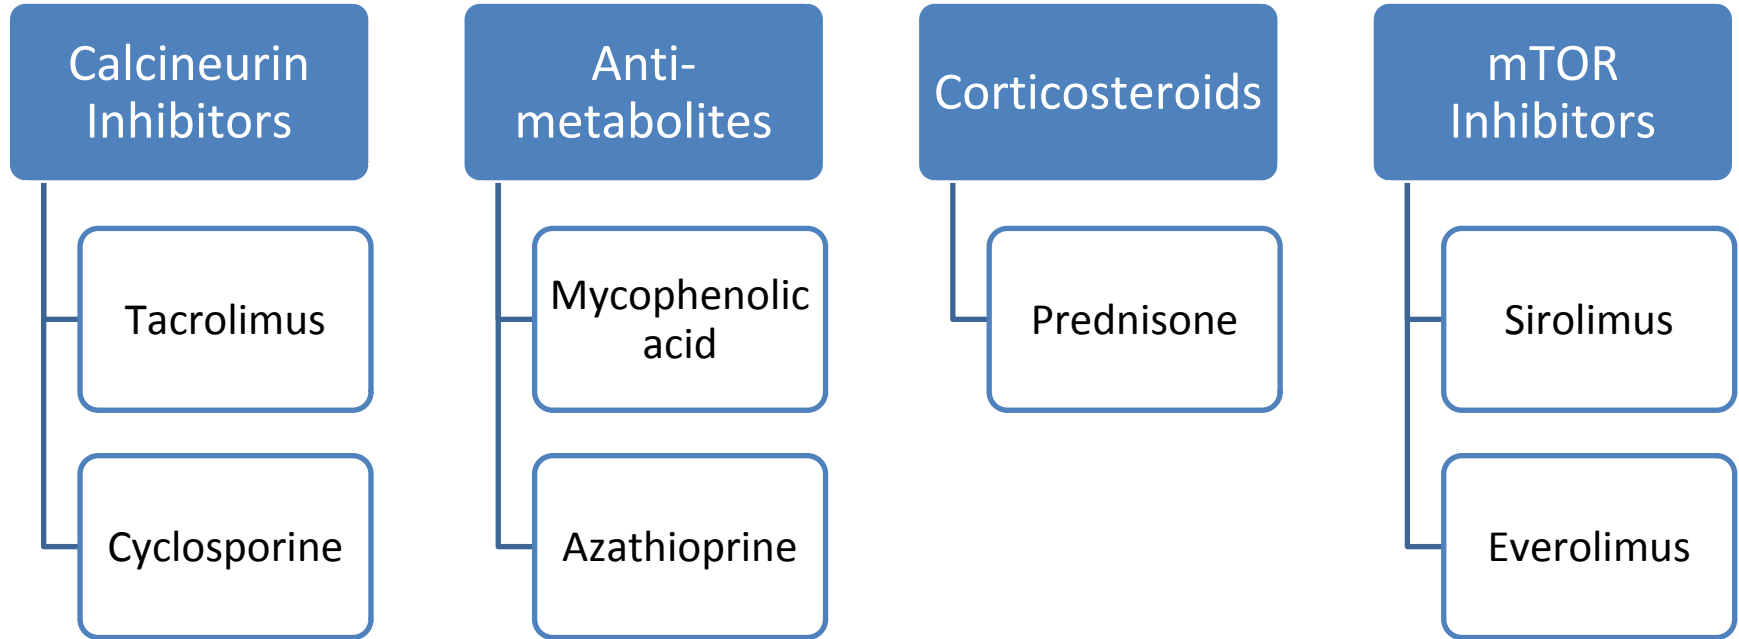 Calcineurin
Inhibitors
Tacrolimus
Cyclosporine
Anti-
metabolites
Mycophenolic
acid
Azathioprine
Corticosteroids
Prednisone
mTOR
Inhibitors
Sirolimus
Everolimus